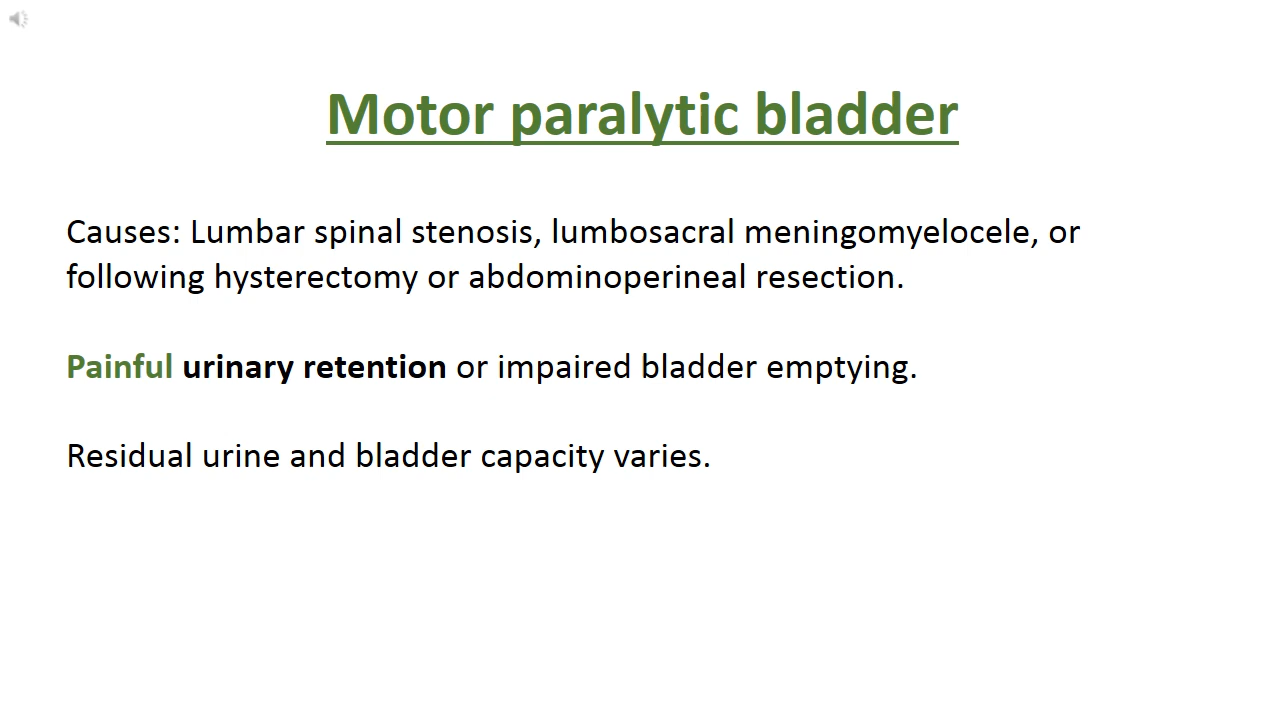 Motor paralytic bladder
Causes: Lumbar spinal stenosis, lumbosacral meningomyelocele, or
following hysterectomy or abdominoperineal resection.
Painful urinary retention or impaired bladder emptying.
Residual urine and bladder capacity varies.